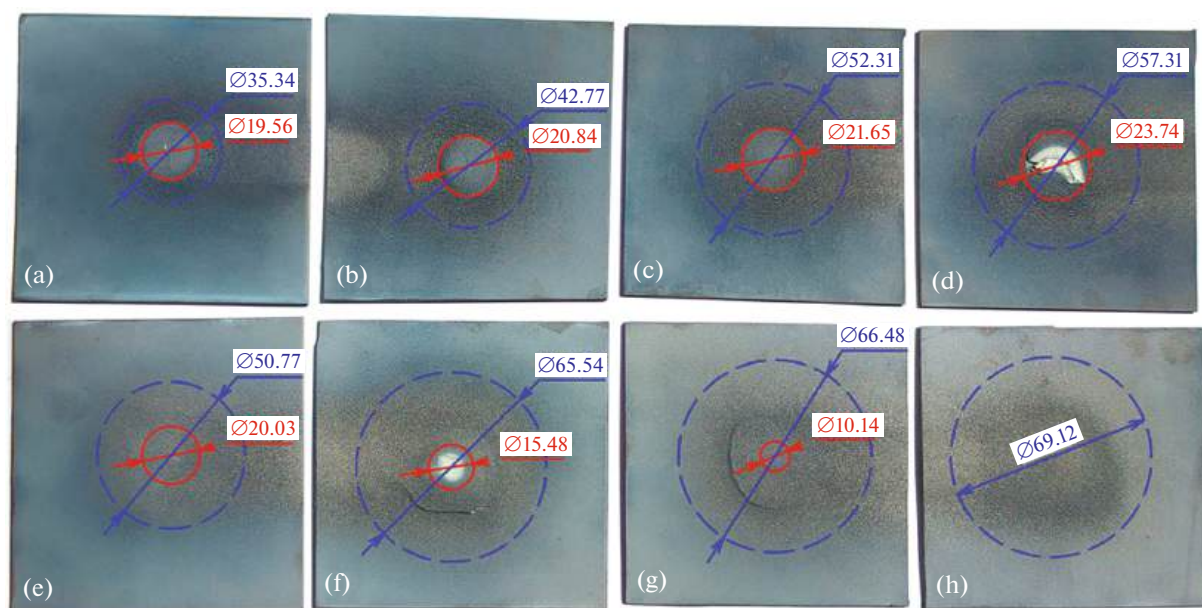 ∅35.34
∅19.56
(a)
∅42.77
∅20.84
(b)
∅52.31
∅21.65
(c)
∅57.31
∅23.74
(d)
∅50.77
∅20.03
(e)
∅65.54
∅15.48
(f)
∅66.48
∅10.14
(g)
∅69.12
(h)